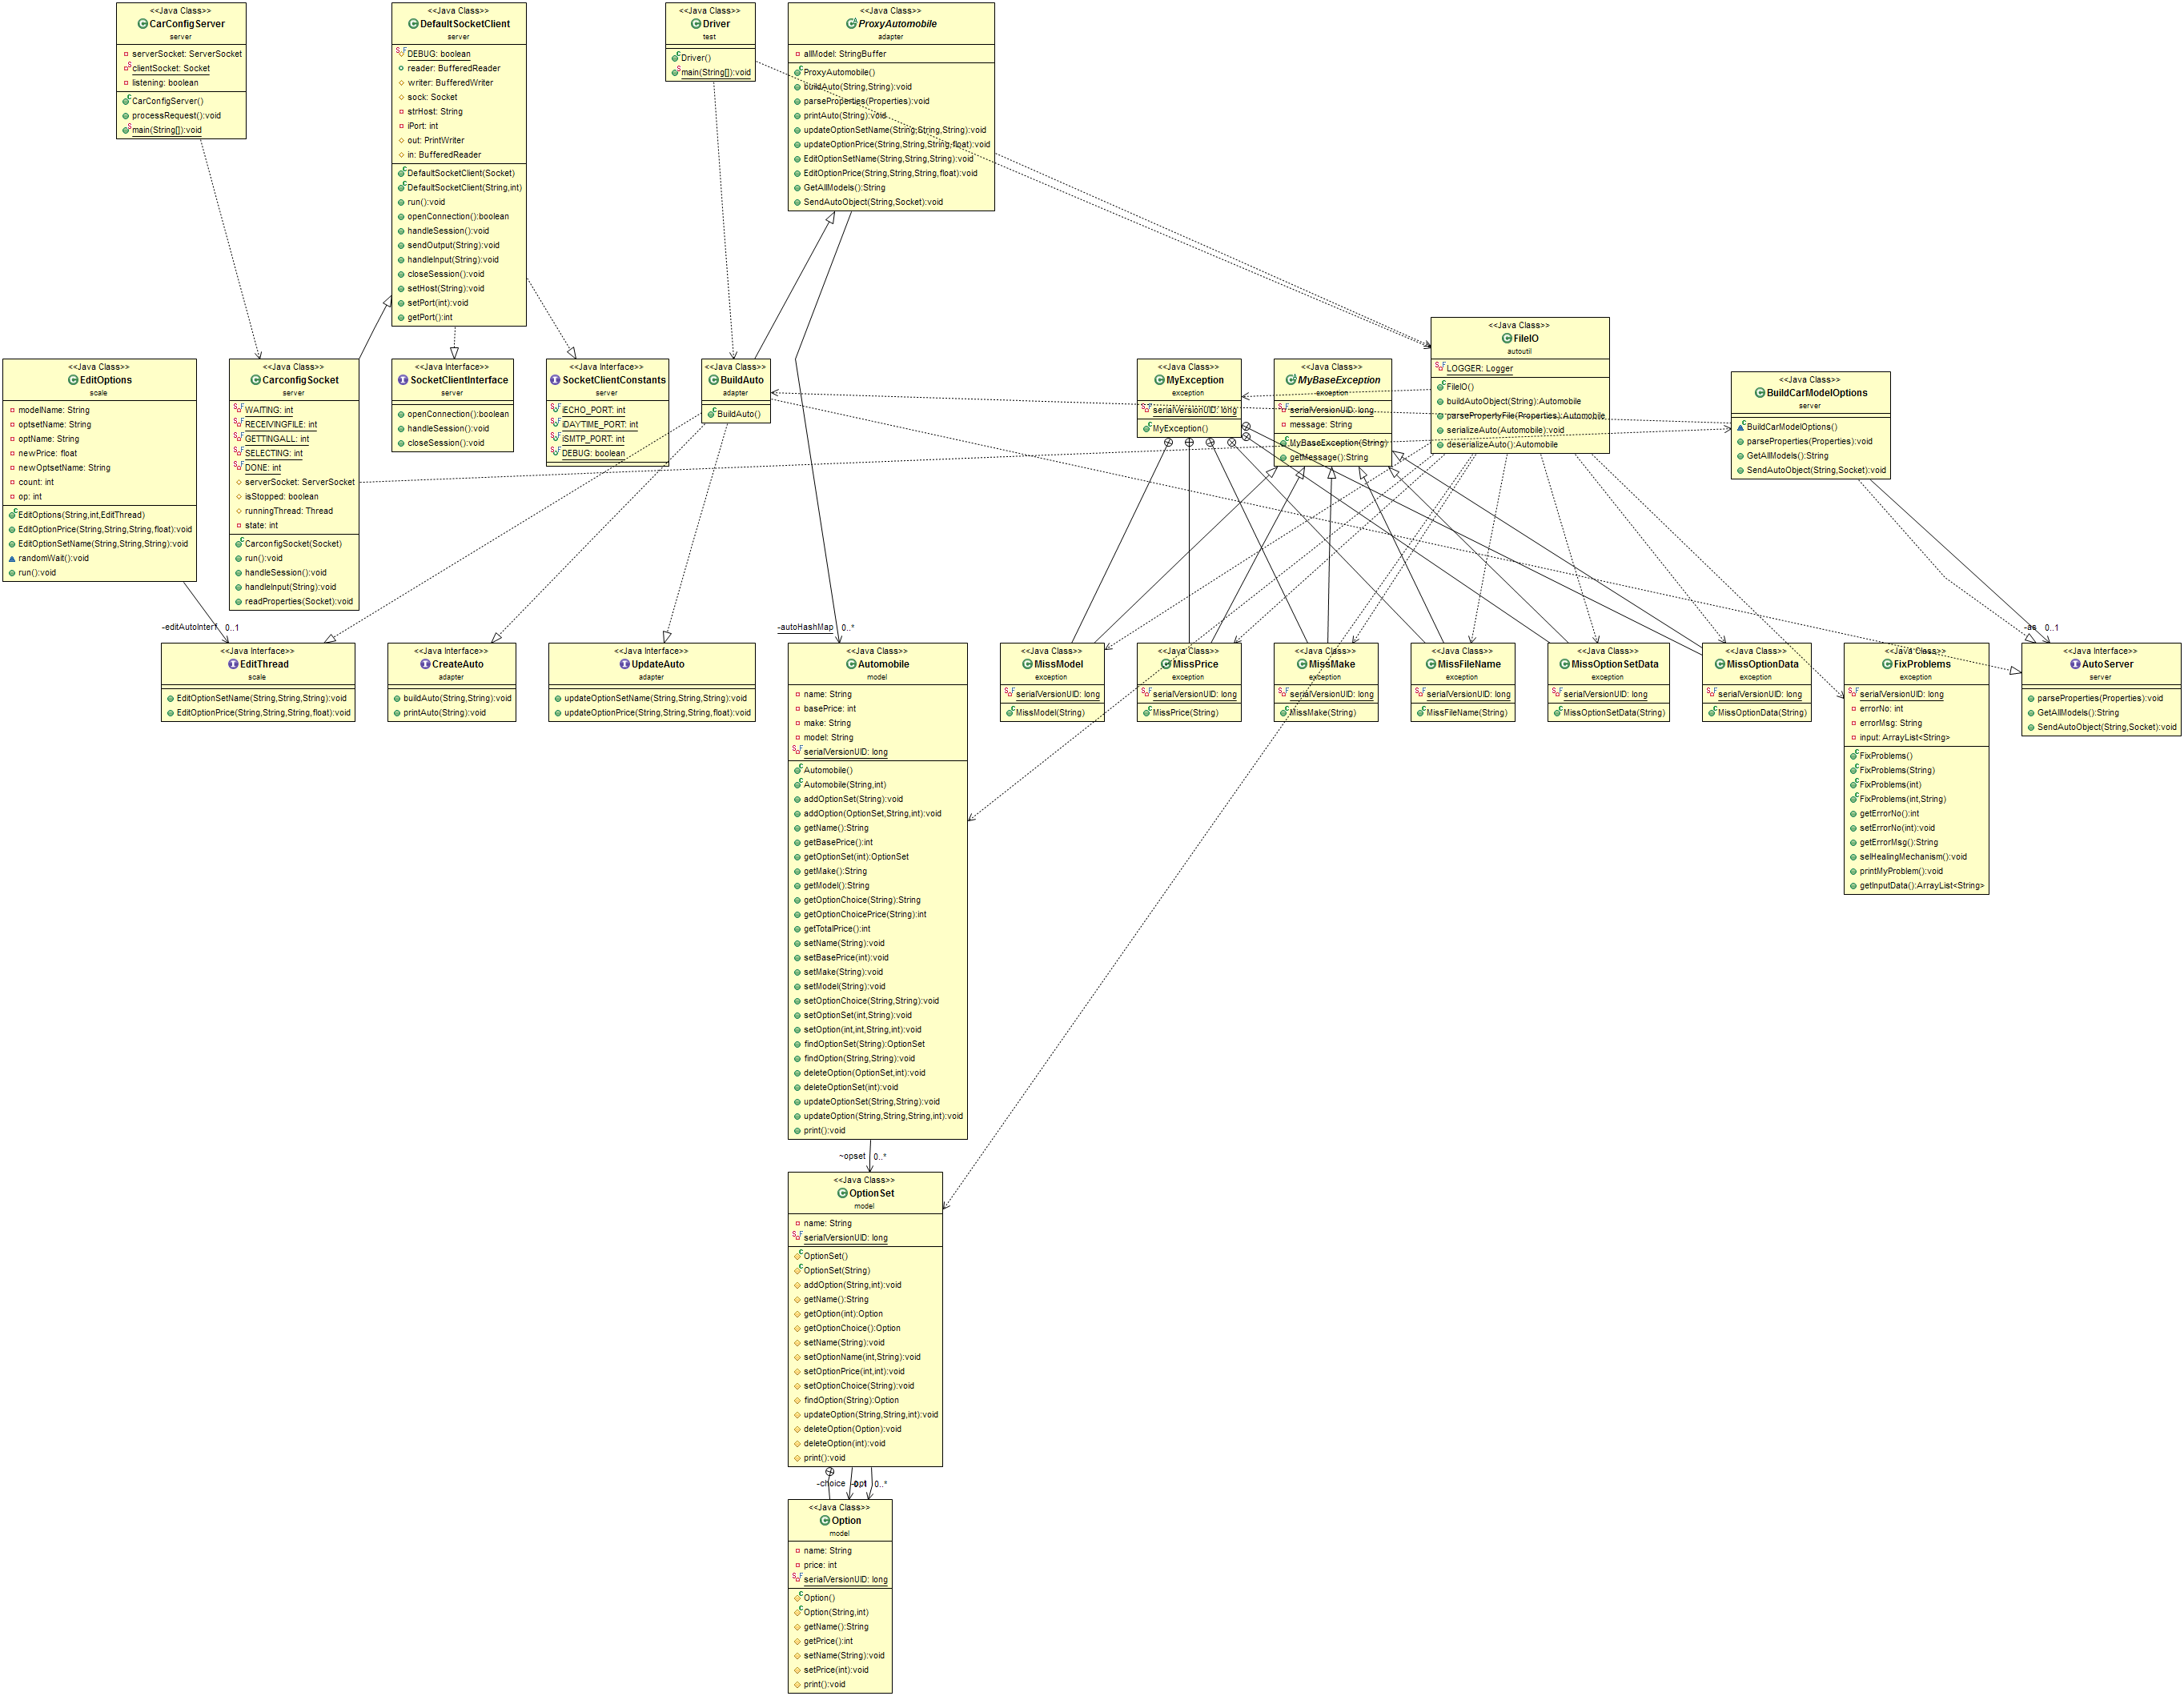 <<Java Class>>
CarConfigServer
server
serverSocket: ServerSocket
clientSocket: Socket
listening: boolean
CarConfigServer()
processRequest():void
main(String[]):void
<<Java Class>>
DefaultSocketClient
server
DEBUG: boolean
reader: BufferedReader
writer: BufferedWriter
sock: Socket
strHost: String
iPort: int
out: PrintWriter
in: BufferedReader
DefaultSocketClient(Socket)
DefaultSocketClient(String,int)
run():void
openConnection():boolean
handleSession():void
sendOutput(String):void
handleInput(String):void
closeSession():void
setHost(String):void
setPort(int):void
getPort():int
<<Java Class>>
Driver
test
Driver()
main(String[]):void
<<Java Class>>
ProxyAutomobile
adapter
allModel: StringBuffer
ProxyAutomobile()
buildAuto(String,String):void
parseProperties(Properties):void
printAuto(String):void
updateOptionSetName(String,String,String):void
updateOptionPrice(String,String,String,float):void
EditOptionSetName(String,String,String):void
EditOptionPrice(String,String,String,float):void
GetAllModels():String
SendAutoObject(String,Socket):void
<<Java Class>>
EditOptions
scale
modelName: String
optsetName: String
optName: String
newPrice: float
newOptsetName: String
count: int
op: int
EditOptions(String,int,EditThread)
EditOptionPrice(String,String,String,float):void
EditOptionSetName(String,String,String):void
randomWait():void
run():void
<<Java Class>>
CarconfigSocket
server
WAITING: int
RECEIVINGFILE: int
GETTINGALL: int
SELECTING: int
DONE: int
serverSocket: ServerSocket
isStopped: boolean
runningThread: Thread
state: int
CarconfigSocket(Socket)
run():void
handleSession():void
handleInput(String):void
readProperties(Socket):void
<<Java Interface>>
SocketClientInterface
server
openConnection():boolean
handleSession():void
closeSession():void
<<Java Interface>>
SocketClientConstants
server
iECHO_PORT: int
iDAYTIME_PORT: int
iSMTP_PORT: int
DEBUG: boolean
<<Java Class>>
BuildAuto
adapter
BuildAuto()
<<Java Class>>
MyException
exception
serialVersionUID: long
MyException()
<<Java Class>>
MyBaseException
exception
serialVersionUID: long
message: String
MyBaseException(String)
getMessage():String
<<Java Class>>
FileIO
autoutil
LOGGER: Logger
FileIO()
buildAutoObject(String):Automobile
parsePropertyFile(Properties):Automobile
serializeAuto(Automobile):void
deserializeAuto():Automobile
<<Java Class>>
BuildCarModelOptions
server
BuildCarModelOptions()
parseProperties(Properties):void
GetAllModels():String
SendAutoObject(String,Socket):void
-editAutoInterf 0..1
-autoHashMap 0..*
-as 0..1
<<Java Interface>>
EditThread
scale
EditOptionSetName(String,String,String):void
EditOptionPrice(String,String,String,float):void
<<Java Interface>>
CreateAuto
adapter
buildAuto(String,String):void
printAuto(String):void
<<Java Interface>>
UpdateAuto
adapter
updateOptionSetName(String,String,String):void
updateOptionPrice(String,String,String,float):void
<<Java Class>>
Automobile
model
name: String
basePrice: int
make: String
model: String
serialVersionUID: long
Automobile()
Automobile(String,int)
addOptionSet(String):void
addOption(OptionSet,String,int):void
getName():String
getBasePrice():int
getOptionSet(int):OptionSet
getMake():String
getModel():String
getOptionChoice(String):String
getOptionChoicePrice(String):int
getTotalPrice():int
setName(String):void
setBasePrice(int):void
setMake(String):void
setModel(String):void
setOptionChoice(String,String):void
setOptionSet(int,String):void
setOption(int,int,String,int):void
findOptionSet(String):OptionSet
findOption(String,String):void
deleteOption(OptionSet,int):void
deleteOptionSet(int):void
updateOptionSet(String,String):void
updateOption(String,String,String,int):void
print():void
<<Java Class>>
MissModel
exception
serialVersionUID: long
MissModel(String)
<<Java Class>>
MissPrice
exception
serialVersionUID: long
MissPrice(String)
<<Java Class>>
MissMake
exception
serialVersionUID: long
MissMake(String)
<<Java Class>>
MissFileName
exception
serialVersionUID: long
MissFileName(String)
<<Java Class>>
MissOptionSetData
exception
serialVersionUID: long
MissOptionSetData(String)
<<Java Class>>
MissOptionData
exception
serialVersionUID: long
MissOptionData(String)
<<Java Class>>
FixProblems
exception
serialVersionUID: long
errorNo: int
errorMsg: String
input: ArrayList<String>
FixProblems()
FixProblems(String)
FixProblems(int)
FixProblems(int,String)
getErrorNo():int
setErrorNo(int):void
getErrorMsg():String
selHealingMechanism():void
printMyProblem():void
getInputData():ArrayList<String>
<<Java Interface>>
AutoServer
server
parseProperties(Properties):void
GetAllModels():String
SendAutoObject(String,Socket):void
~opset 0..*
<<Java Class>>
OptionSet
model
name: String
serialVersionUID: long
OptionSet()
OptionSet(String)
addOption(String,int):void
getName():String
getOption(int):Option
getOptionChoice():Option
setName(String):void
setOptionName(int,String):void
setOptionPrice(int,int):void
setOptionChoice(String):void
findOption(String):Option
updateOption(String,String,int):void
deleteOption(Option):void
deleteOption(int):void
print():void
-choice 0..1 -opt 0..*
<<Java Class>>
Option
model
name: String
price: int
serialVersionUID: long
Option()
Option(String,int)
getName():String
getPrice():int
setName(String):void
setPrice(int):void
print():void